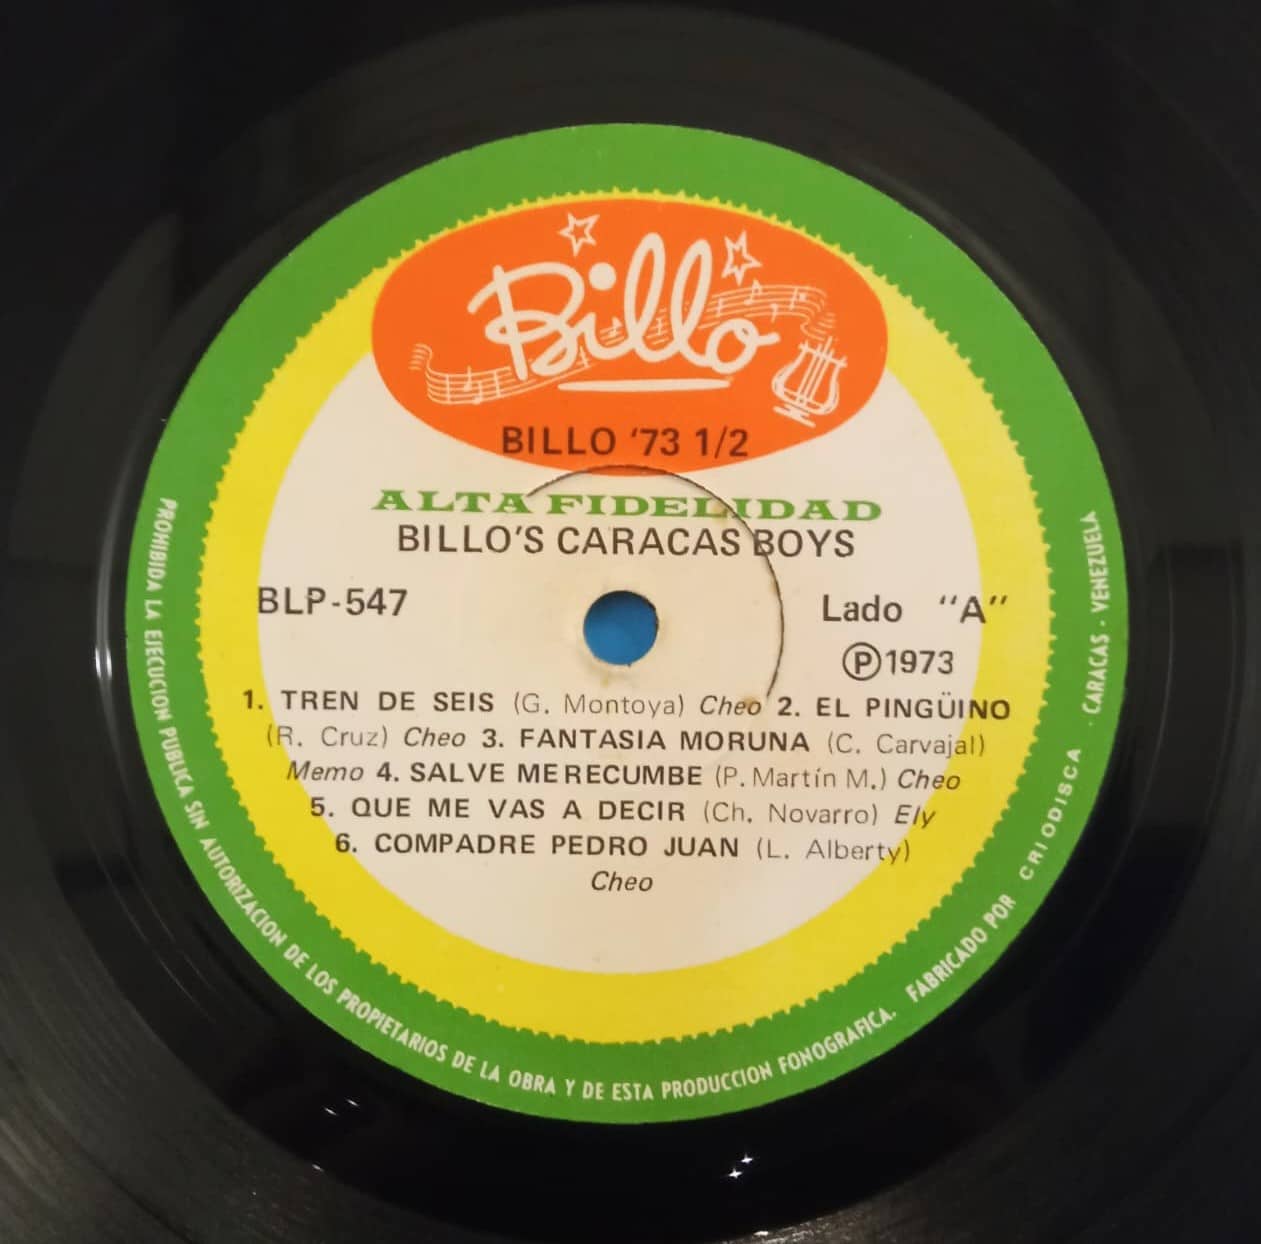 Billo
BILLO '73 1/2
ALTA FIDELIDAD
BILLO'S CARACAS BOYS
BLP-547
Lado "A"
Ⓟ1973
1. TREN DE SEIS (G. Montoya) Cheo 2. EL PINGÜINO
(R. Cruz) Cheo 3. FANTASIA MORUNA (C. Carvajal)
Memo 4. SALVE MERECUMBE (P. Martín M.) Cheo
5. QUE ME VAS A DECIR (Ch. Novarro) Ely
6. COMPADRE PEDRO JUAN (L. Alberty)
Cheo
PROHIBIDA LA EJECUCION PUBLICA SIN AUTORIZACION DE LOS PROPIETARIOS DE LA OBRA Y DE ESTA PRODUCCION FONOGRAFICA. FABRICADO POR CRIODISCA - CARACAS - VENEZUELA